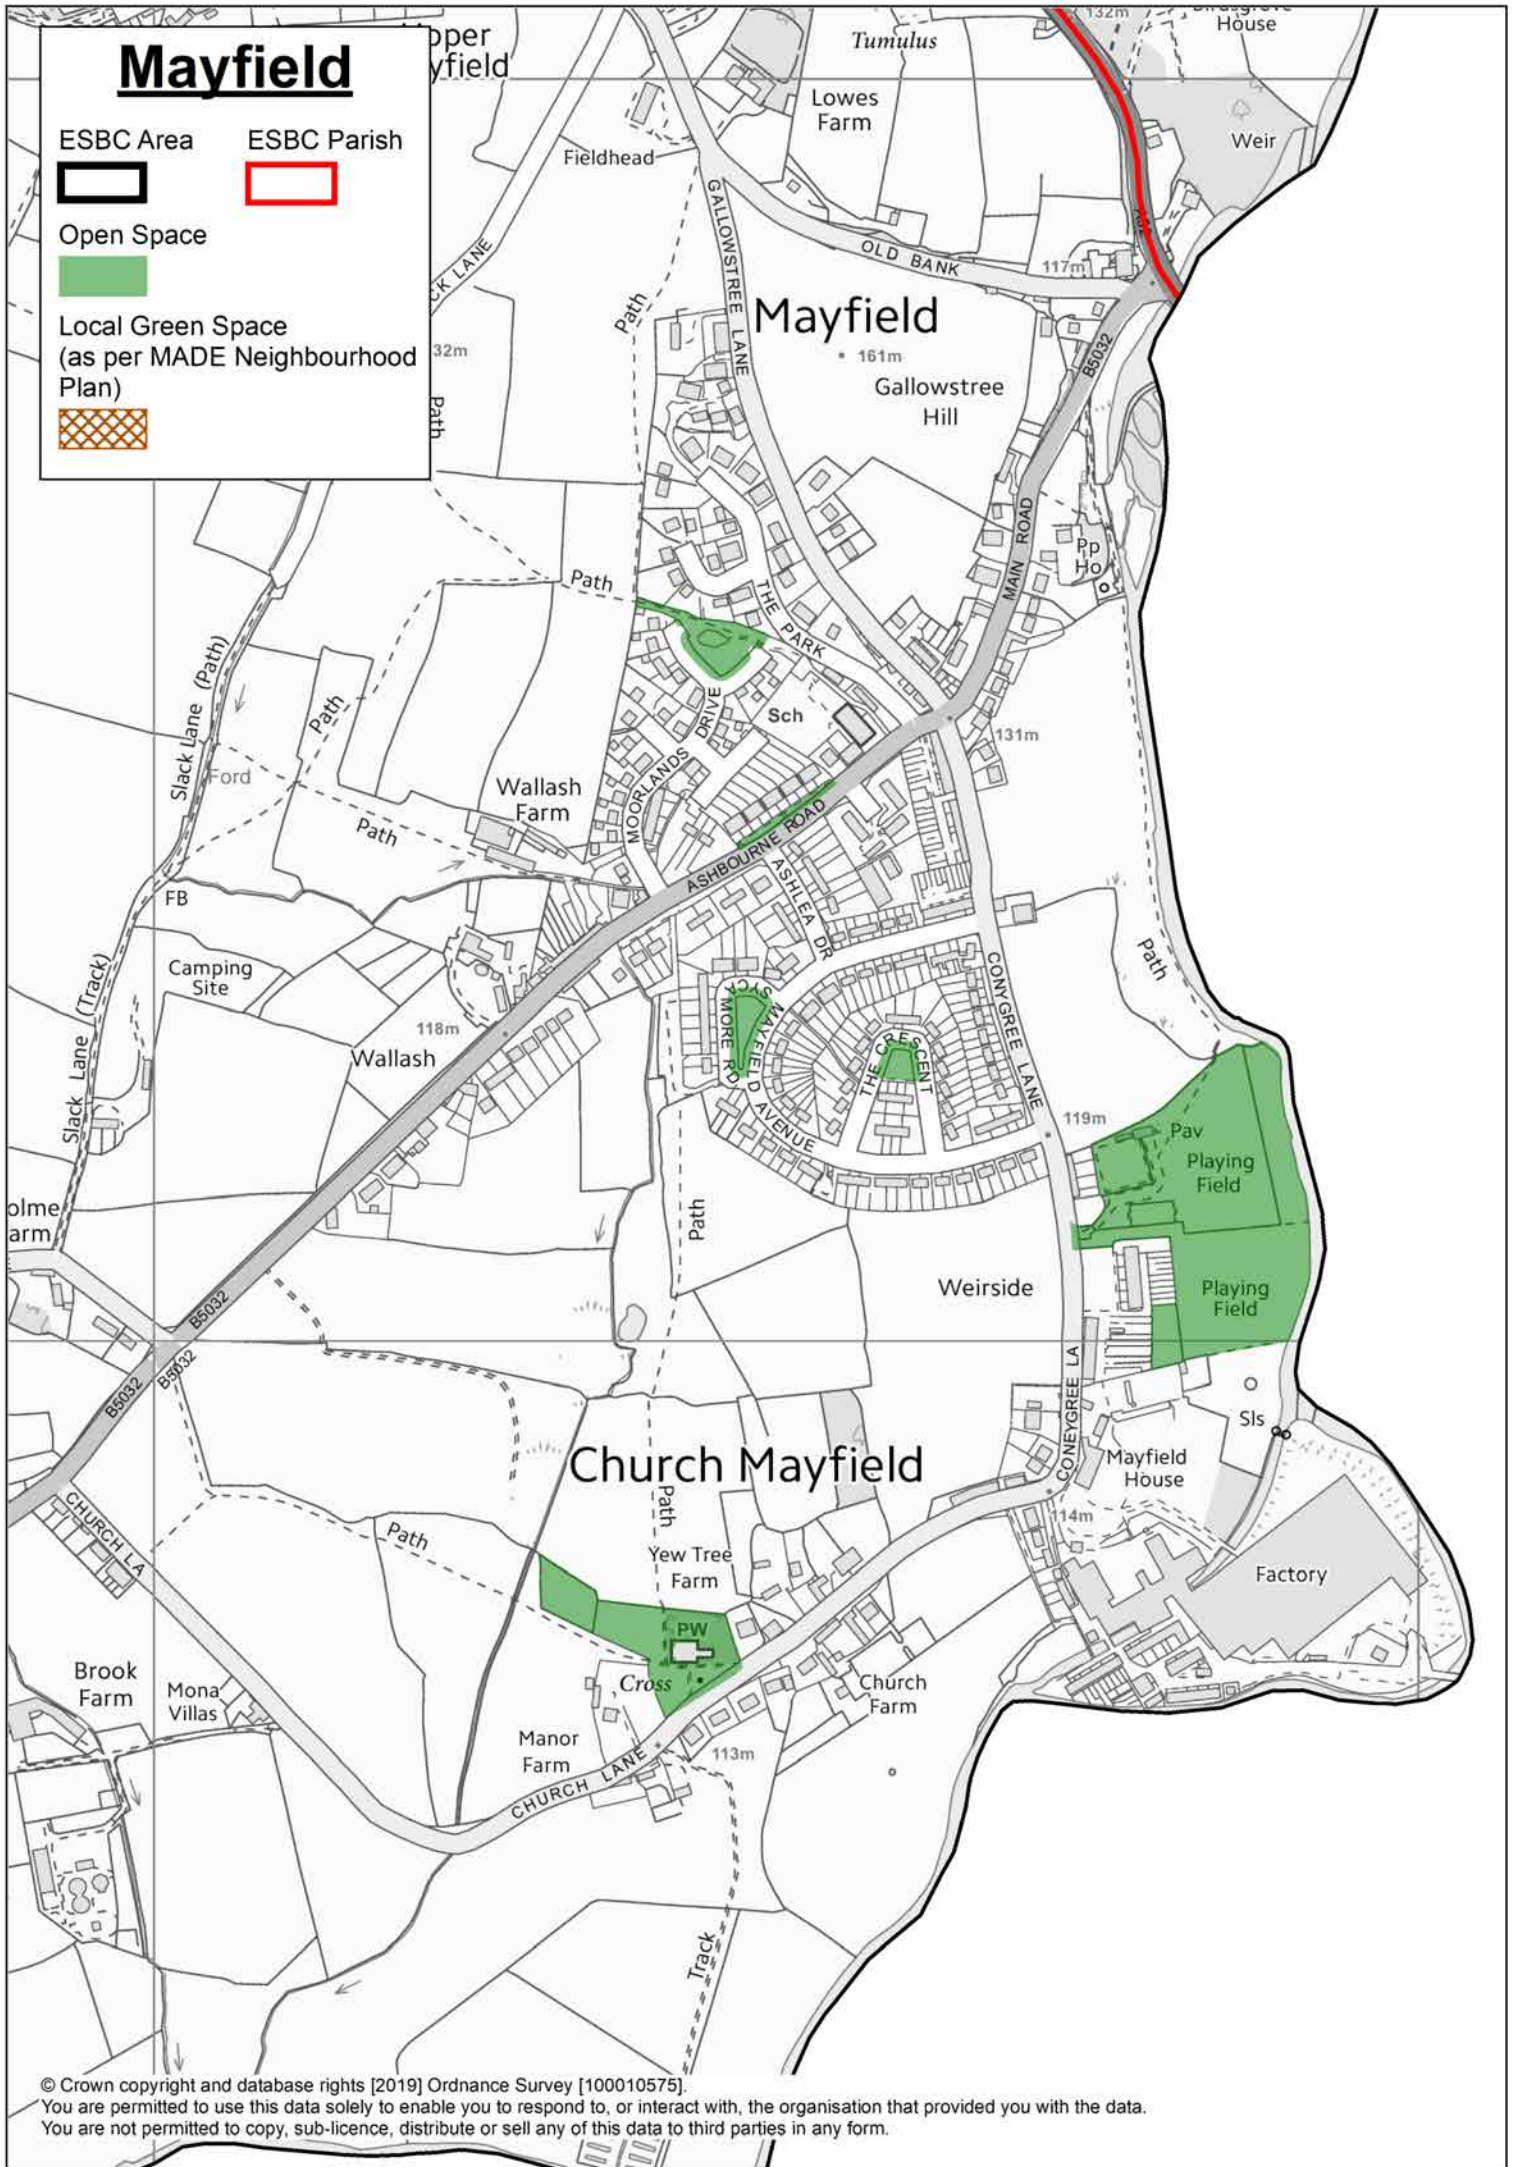 Mayfield
ESBC Area
ESBC Parish
Open Space
Local Green Space
(as per MADE Neighbourhood
Plan)
yfield
Tumulus
132m
House
Lowes
Farm
Weir
Fieldhead
GALLOWSTREE LANE
OLD BANK
117m
CK LANE
Path
Mayfield
161m
B5032
32m
Gallowstree
Hill
Path
MAIN ROAD
Pp
Ho
Path
THE PARK
Slack Lane (Path)
Path
MOORLANDS DRIVE
Sch
131m
Ford
Wallash
Farm
Path
ASHBOURNE ROAD
ASHLEA DR
FB
Camping
Site
Slack Lane (Track)
118m
Wallash
SYCAMORE RD
MAYFIELD AVENUE
THE CRESCENT
CONYGREE LANE
Path
119m
Pav
Playing
Field
olme
arm
Path
Weirside
Playing
Field
B5032
B5032
B5032
CONEYGREE LA
Sls
Church Mayfield
Mayfield
House
Path
114m
CHURCH LA
Path
Yew Tree
Farm
Factory
PW
Cross
Brook
Farm
Mona
Villas
Church
Farm
Manor
Farm
113m
CHURCH LANE
Track
© Crown copyright and database rights [2019] Ordnance Survey [100010575].
You are permitted to use this data solely to enable you to respond to, or interact with, the organisation that provided you with the data.
You are not permitted to copy, sub-licence, distribute or sell any of this data to third parties in any form.